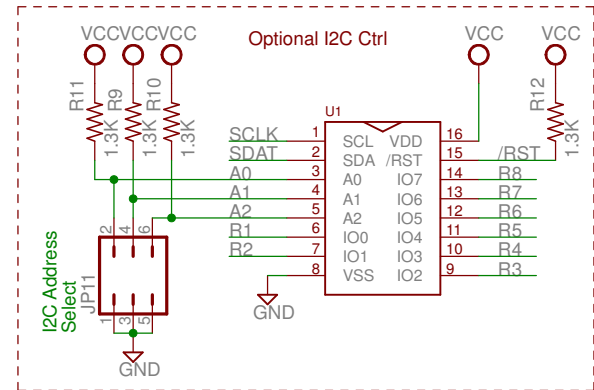 VCC VCC VCC
Optional I2C Ctrl
VCC
VCC
R11
R9
R10
R12
1.3K
1.3K
1.3K
1.3K
U1
SCLK 1 SCL VDD 16
SDAT 2 SDA /RST 15 /RST
A0 3 A0 IO7 14 R8
A1 4 A1 IO6 13 R7
A2 5 A2 IO5 12 R6
R1 6 IO0 IO4 11 R5
R2 7 IO1 IO3 10 R4
8 VSS IO2 9 R3
2 4 6
I2C Address
Select
JP11
1 3 5
GND
GND